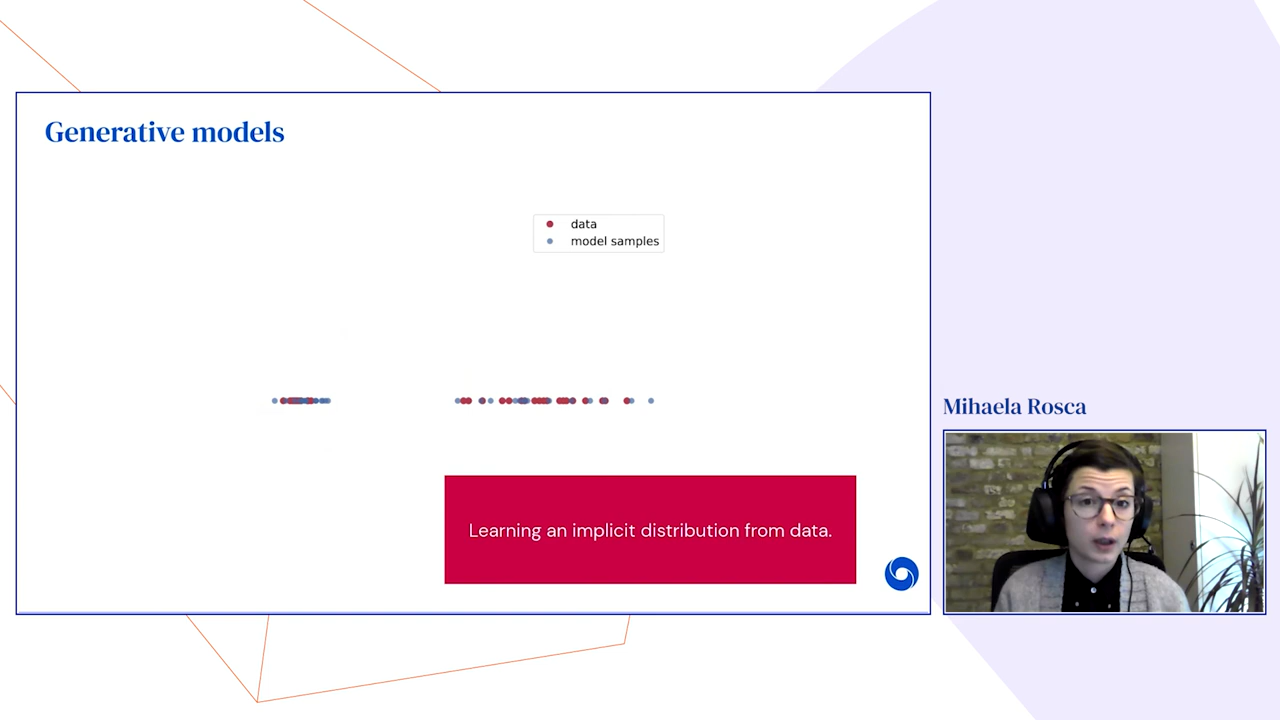 Generative models
data
model samples
Learning an implicit distribution from data.
Mihaela Rosca